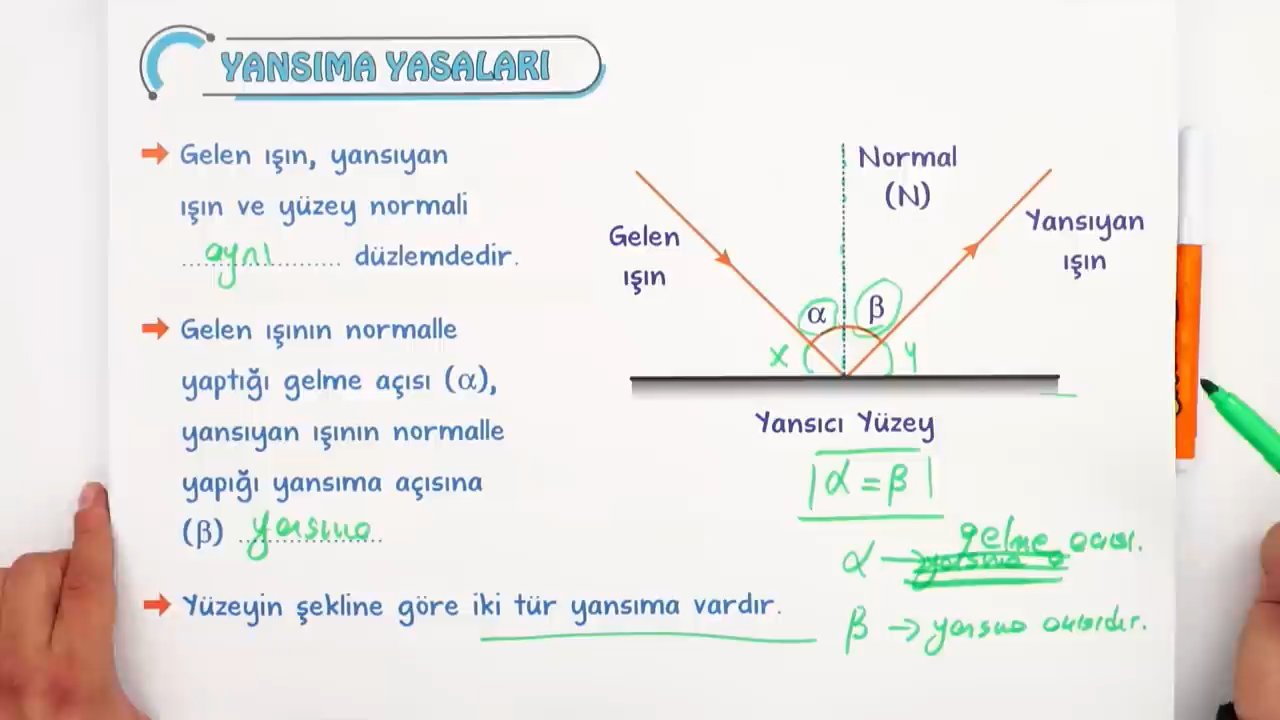 YANSIMA YASALARI
Gelen ışın, yansıyan
ışın ve yüzey normali
aynı düzlemdedir.
Gelen ışının normalle
yaptığı gelme açısı (α),
yansıyan ışının normalle
yapığı yansıma açısına
(β) yansıma
Yüzeyin şekline göre iki tür yansıma vardır.
Normal
(N)
Gelen
ışın
Yansıyan
ışın
α β
x y
Yansıcı Yüzey
α = β
α → gelme açısı.
β → yansıma açısıdır.